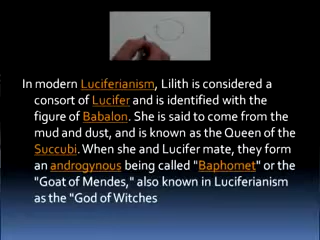 In modern Luciferianism, Lilith is considered a
consort of Lucifer and is identified with the
figure of Babalon. She is said to come from the
mud and dust, and is known as the Queen of the
Succubi. When she and Lucifer mate, they form
an androgynous being called "Baphomet" or the
"Goat of Mendes," also known in Luciferianism
as the "God of Witches